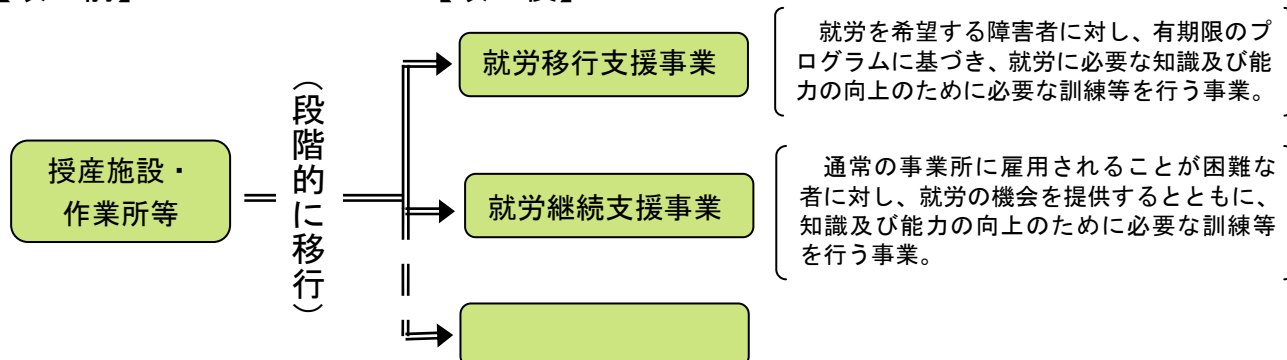 授産施設・
作業所等
（段階的に移行）
就労移行支援事業
就労を希望する障害者に対し、有期限のプ
ログラムに基づき、就労に必要な知識及び能
力の向上のために必要な訓練等を行う事業。
就労継続支援事業
通常の事業所に雇用されることが困難な
者に対し、就労の機会を提供するとともに、
知識及び能力の向上のために必要な訓練等
を行う事業。